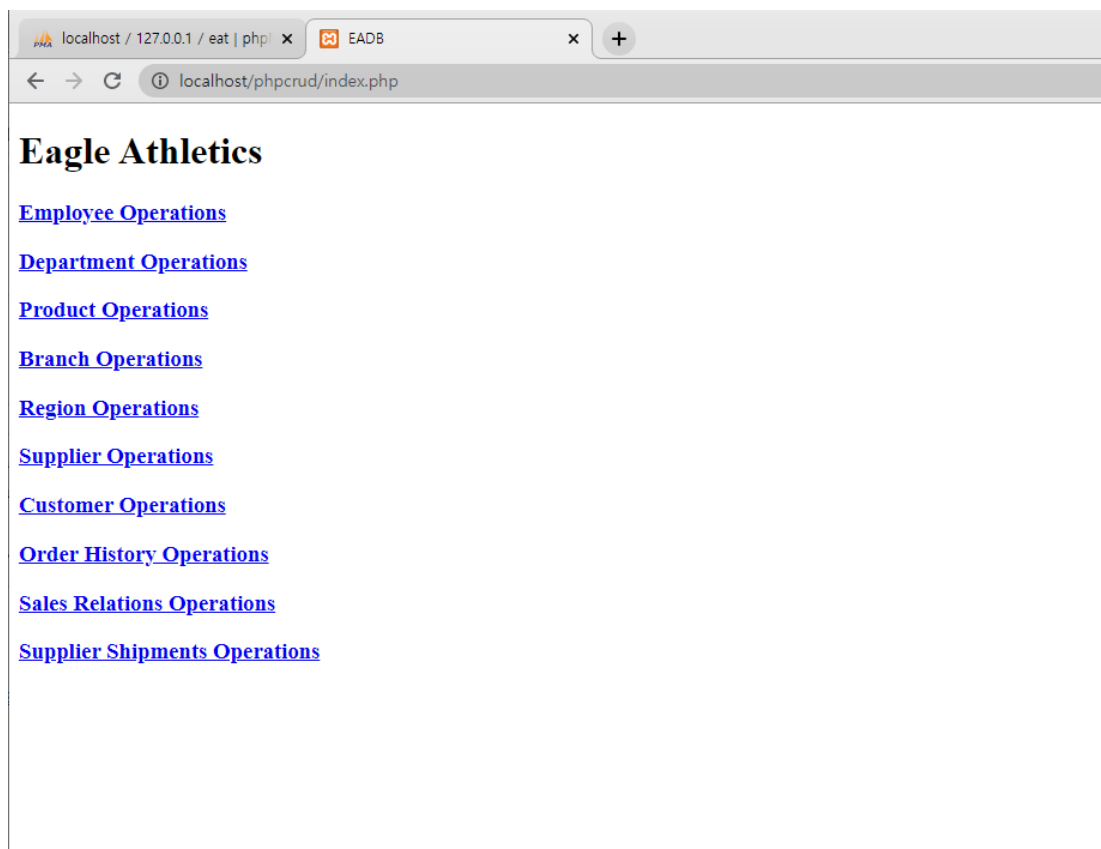 PMA localhost / 127.0.0.1 / eat | php
EADB
localhost/phpcrud/index.php
Eagle Athletics
Employee Operations
Department Operations
Product Operations
Branch Operations
Region Operations
Supplier Operations
Customer Operations
Order History Operations
Sales Relations Operations
Supplier Shipments Operations